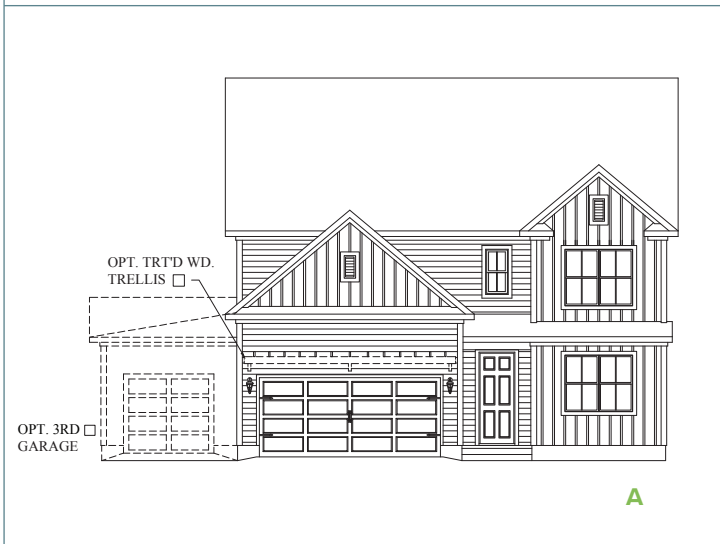 OPT. TRT'D WD.
TRELLIS □
OPT. 3RD □
GARAGE
A